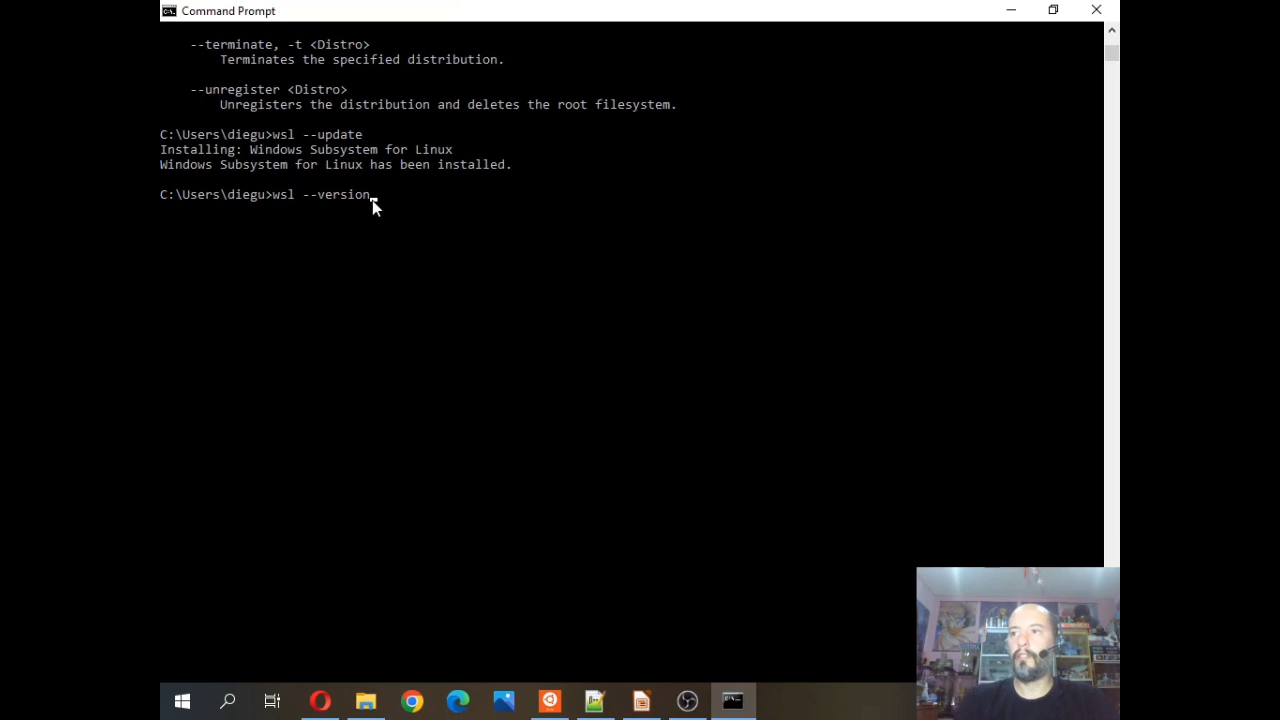 Command Prompt
--terminate, -t <Distro>
Terminates the specified distribution.
--unregister <Distro>
Unregisters the distribution and deletes the root filesystem.
C:\Users\diegu>wsl --update
Installing: Windows Subsystem for Linux
Windows Subsystem for Linux has been installed.
C:\Users\diegu>wsl --version